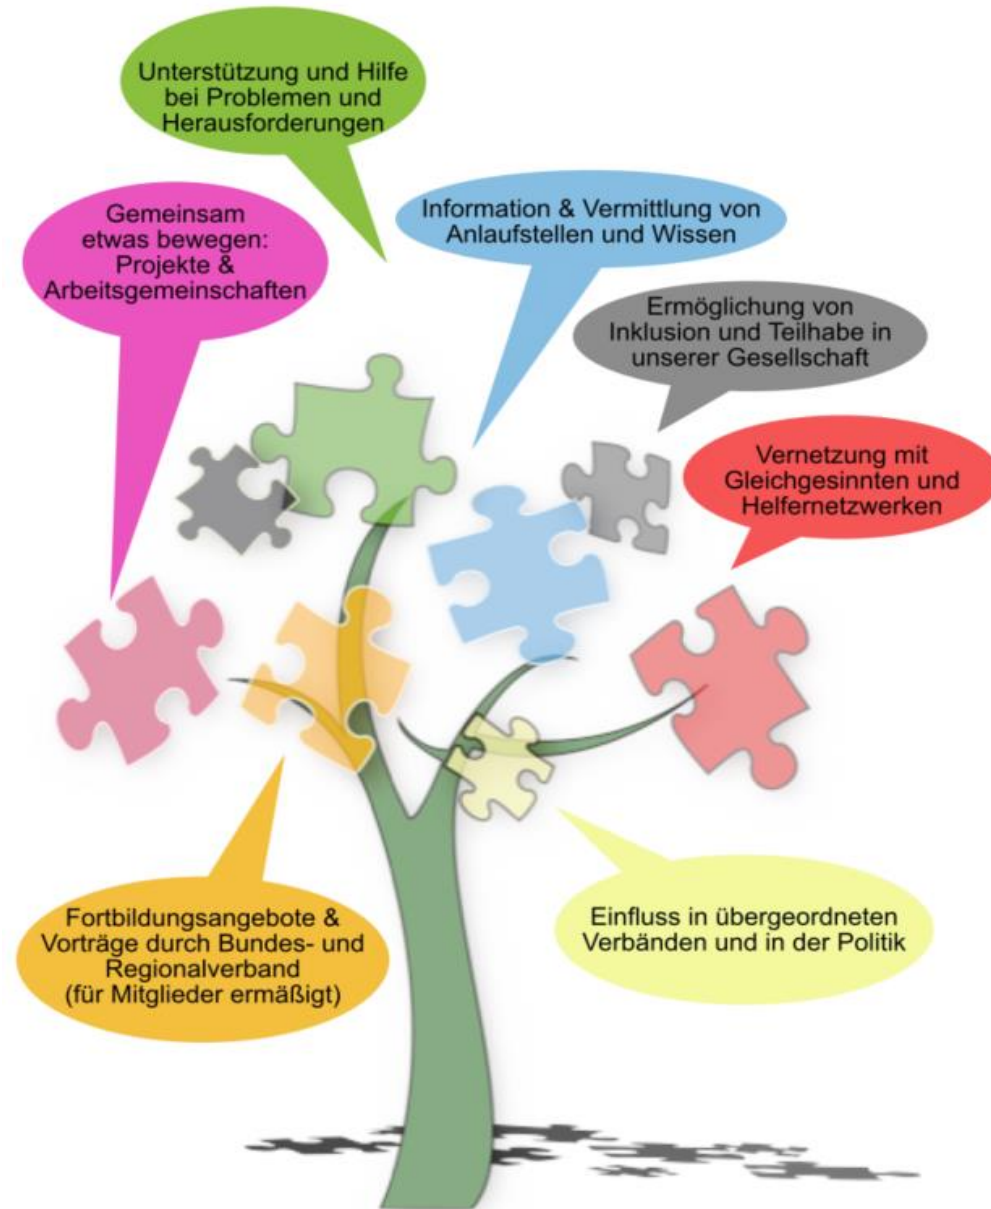 Unterstützung und Hilfe
bei Problemen und
Herausforderungen
Gemeinsam
etwas bewegen:
Projekte &
Arbeitsgemeinschaften
Information & Vermittlung von
Anlaufstellen und Wissen
Ermöglichung von
Inklusion und Teilhabe in
unserer Gesellschaft
Vernetzung mit
Gleichgesinnten und
Helfernetzwerken
Fortbildungsangebote &
Vorträge durch Bundes- und
Regionalverband
(für Mitglieder ermäßigt)
Einfluss in übergeordneten
Verbänden und in der Politik